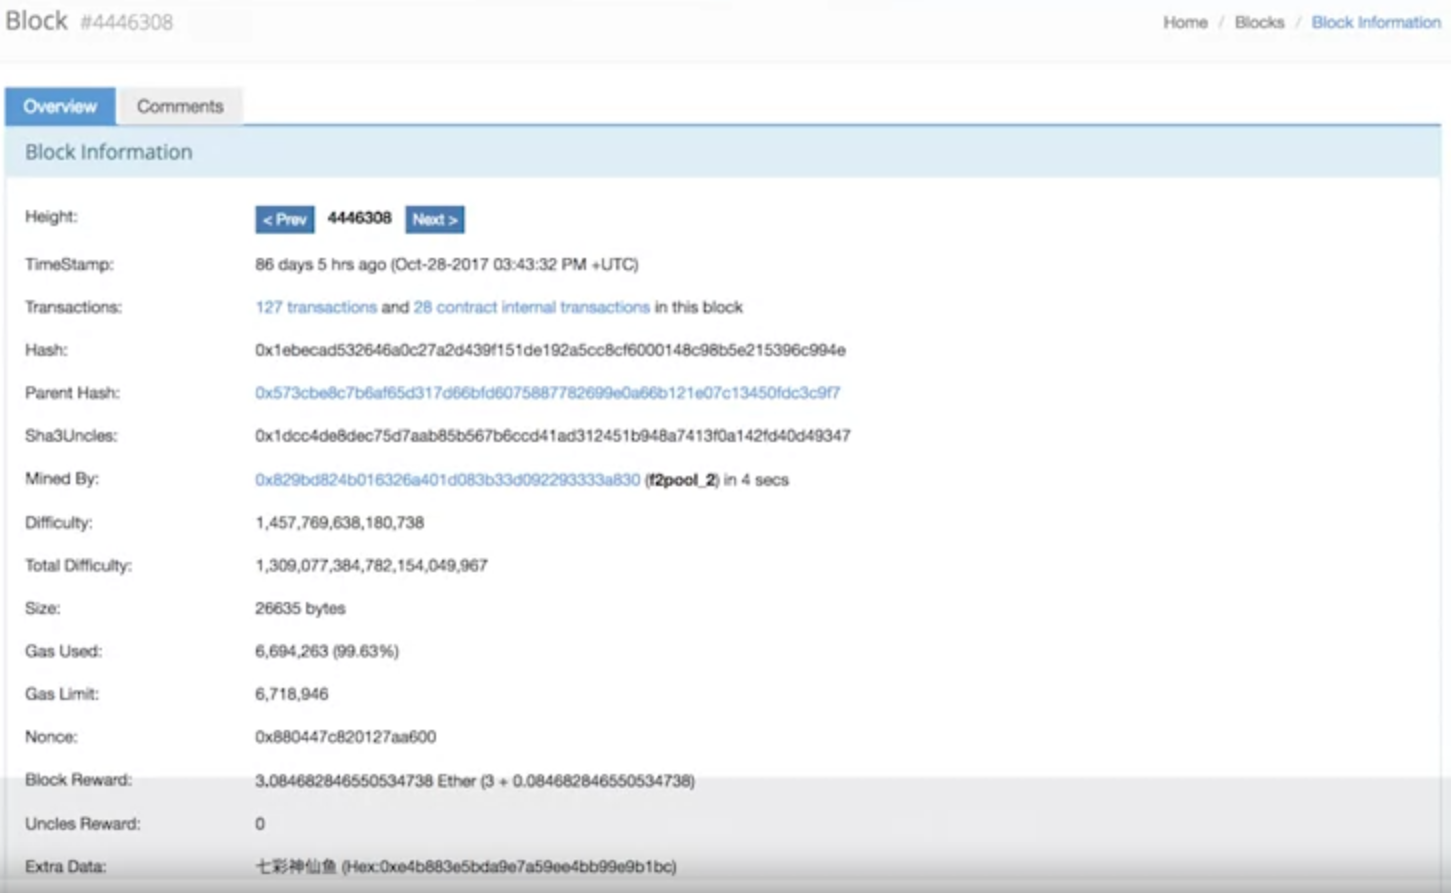 Block #4446308
Home / Blocks / Block Information
Overview Comments
Block Information
Height: < Prev 4446308 Next >
TimeStamp: 86 days 5 hrs ago (Oct-28-2017 03:43:32 PM +UTC)
Transactions: 127 transactions and 28 contract internal transactions in this block
Hash: 0x1ebecad532646a0c27a2d439f151de192a5cc8cf6000148c98b5e215396c994e
Parent Hash: 0x573cbe8c7b6af65d317d66bfd6075887782699e0a66b121e07c13450fdc3c9f7
Sha3Uncles: 0x1dcc4de8dec75d7aab85b567b6ccd41ad312451b948a7413f0a142fd40d49347
Mined By: 0x829bd824b016326a401d083b33d092293333a830 (f2pool_2) in 4 secs
Difficulty: 1,457,769,638,180,738
Total Difficulty: 1,309,077,384,782,154,049,967
Size: 26635 bytes
Gas Used: 6,694,263 (99.63%)
Gas Limit: 6,718,946
Nonce: 0x880447c820127aa600
Block Reward: 3.084682846550534738 Ether (3 + 0.084682846550534738)
Uncles Reward: 0
Extra Data: 七彩神仙鱼 (Hex:0xe4b883e5bda9e7a59ee4bb99e9b1bc)